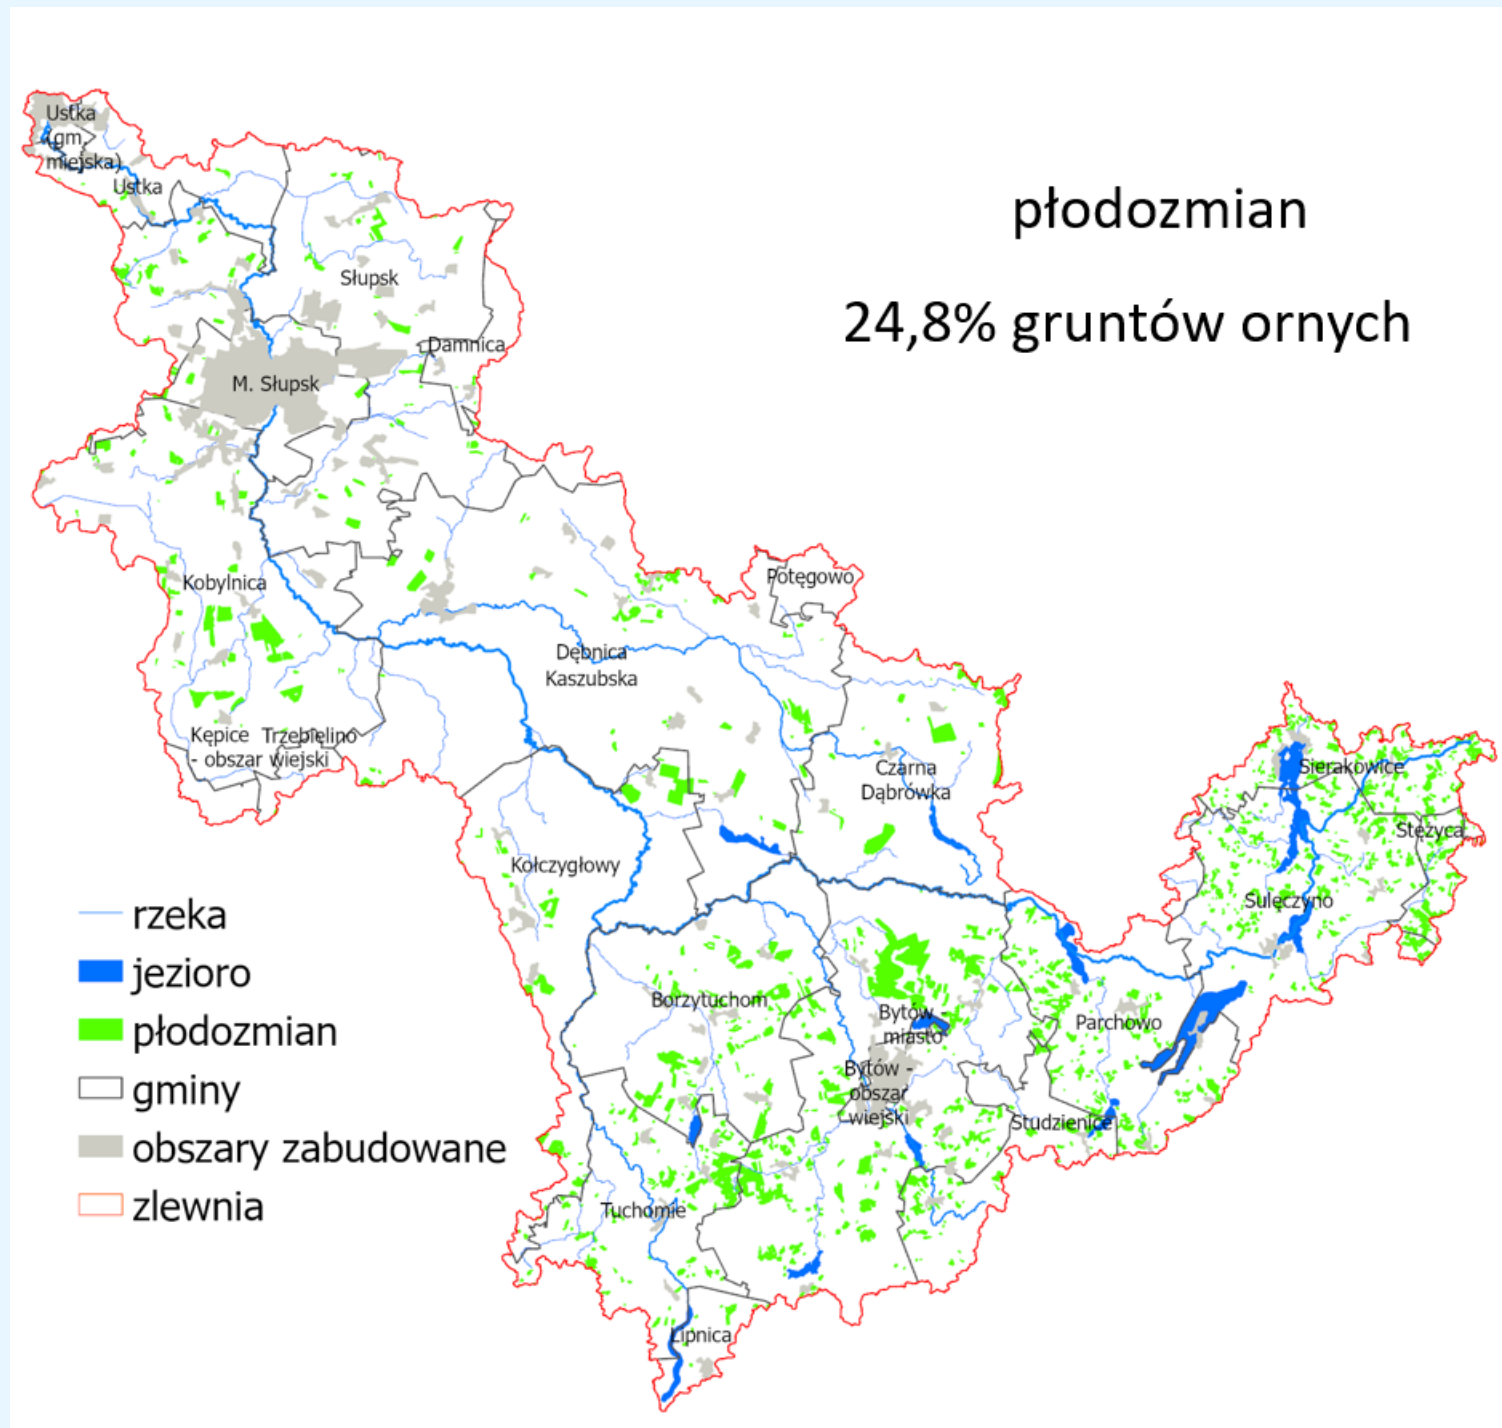 Ustka
(gm.
miejska)
Ustka
płodozmian
24,8% gruntów ornych
Słupsk
Damnica
M. Słupsk
Potęgowo
Kobylnica
Dębnica
Kaszubska
Kępice
- obszar wiejski
Trzebielino
Czarna
Dąbrówka
Sierakowice
Stężyca
Kołczygłowy
Sulęczyno
Borzytuchom
Bytów -
miasto
Parchowo
Bytów -
obszar
wiejski
Studzienice
Tuchomie
Lipnica
rzeka
jezioro
płodozmian
gminy
obszary zabudowane
zlewnia